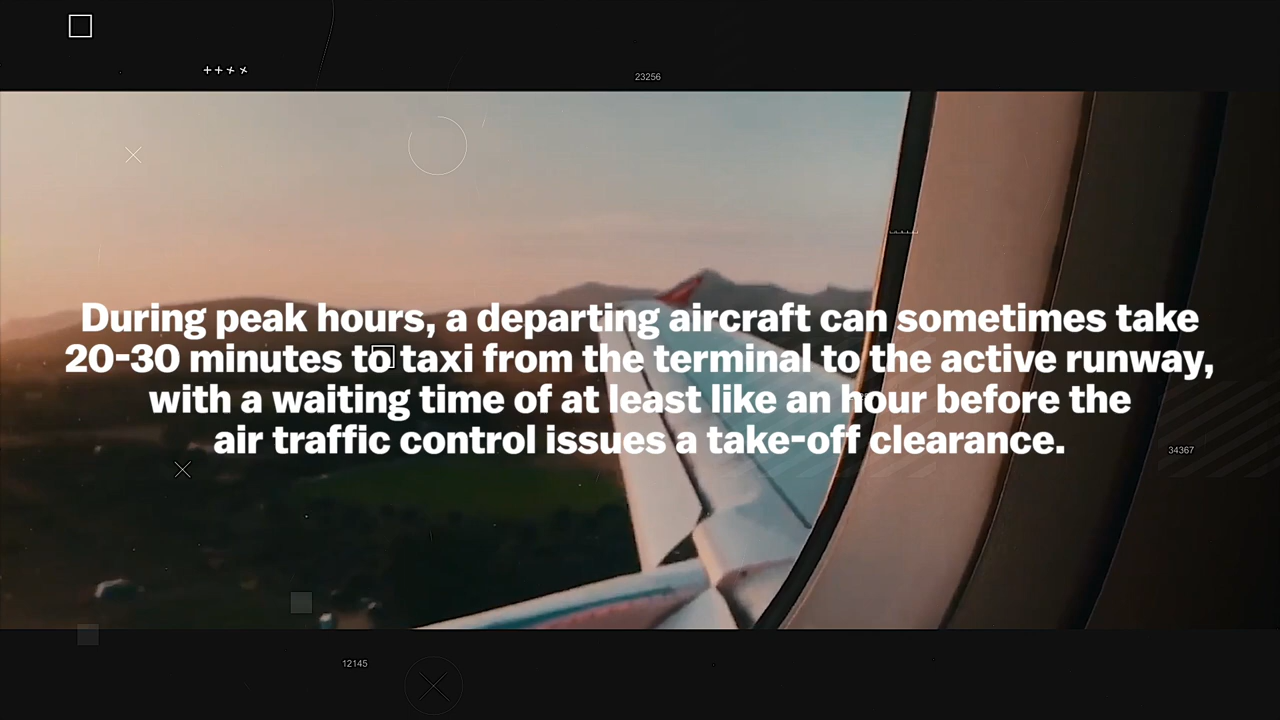 23256
During peak hours, a departing aircraft can sometimes take
20-30 minutes to taxi from the terminal to the active runway,
with a waiting time of at least like an hour before the
air traffic control issues a take-off clearance.
34367
12145